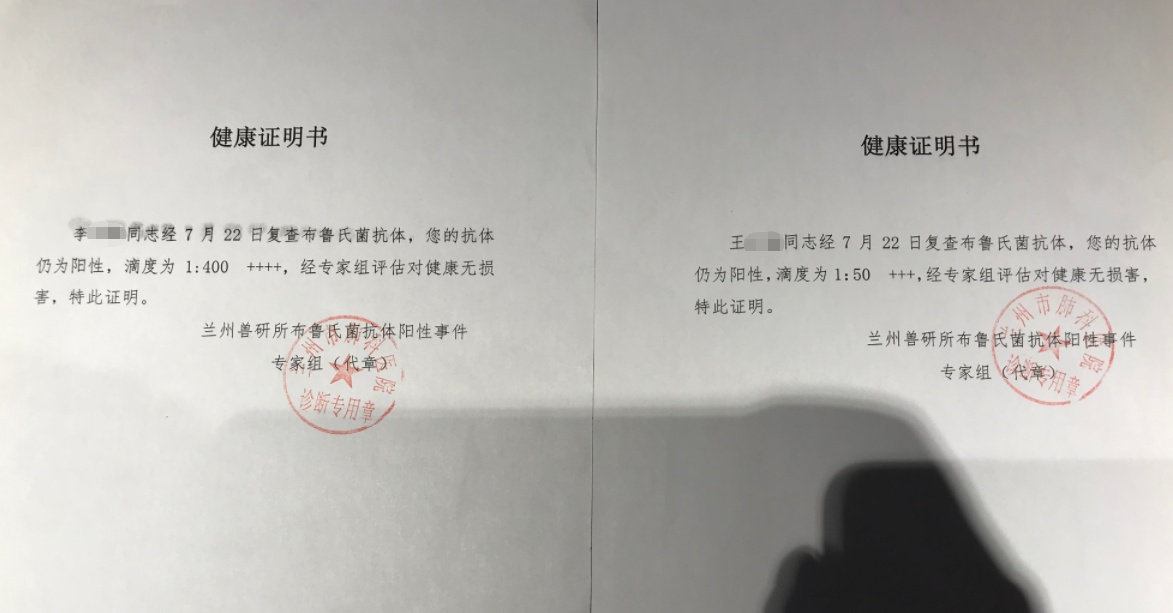 健康证明书
李 同志经 7 月 22 日复查布鲁氏菌抗体，您的抗体
仍为阳性，滴度为 1:400 ++++，经专家组评估对健康无损
害，特此证明。
兰州兽研所布鲁氏菌抗体阳性事件
专家组（代章）
兰州市肺科医院
诊断专用章
健康证明书
王 同志经 7 月 22 日复查布鲁氏菌抗体，您的抗体
仍为阳性，滴度为 1:50 +++，经专家组评估对健康无损害，
特此证明。
兰州兽研所布鲁氏菌抗体阳性事件
专家组（代章）
兰州市肺科医院
诊断专用章